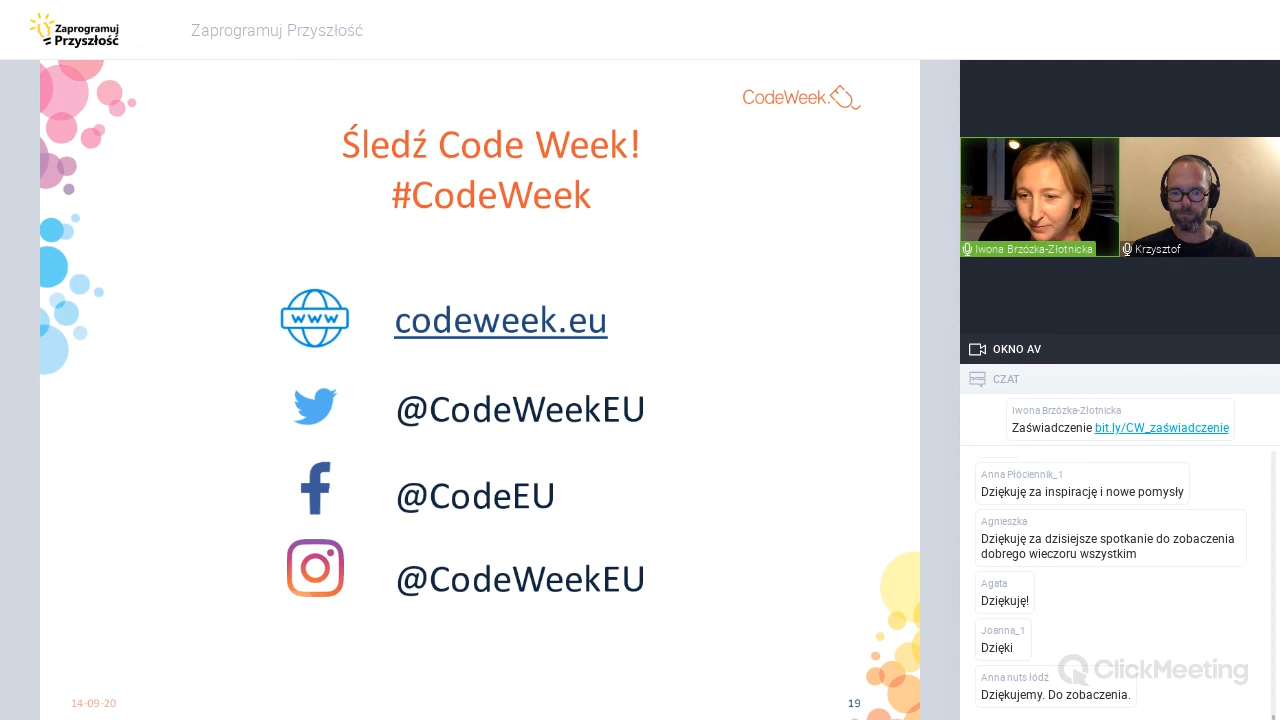 Zaprogramuj
Przyszłość
Zaprogramuj Przyszłość
CodeWeek.
Śledź Code Week!
#CodeWeek
www
codeweek.eu
@CodeWeekEU
@CodeEU
@CodeWeekEU
14-09-20
19
Iwona Brzózka-Złotnicka
Krzysztof
OKNO AV
CZAT
Iwona Brzózka-Złotnicka
Zaświadczenie bit.ly/CW_zaświadczenie
Anna Płóciennik_1
Dziękuję za inspirację i nowe pomysły
Agnieszka
Dziękuję za dzisiejsze spotkanie do zobaczenia
dobrego wieczoru wszystkim
Agata
Dziękuję!
Joanna_1
Dzięki
ClickMeeting
Anna nuts łódź
Dziękujemy. Do zobaczenia.